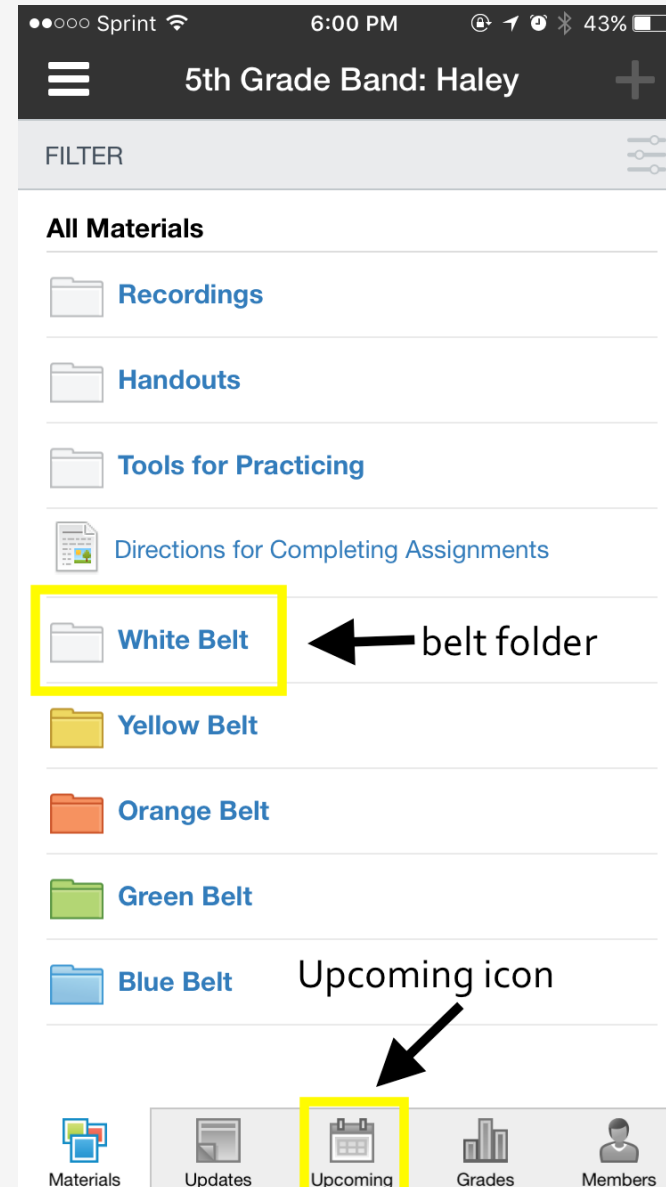 Sprint 6:00 PM 43%
5th Grade Band: Haley
FILTER
All Materials
Recordings
Handouts
Tools for Practicing
Directions for Completing Assignments
White Belt belt folder
Yellow Belt
Orange Belt
Green Belt
Blue Belt Upcoming icon
Materials Updates Upcoming Grades Members